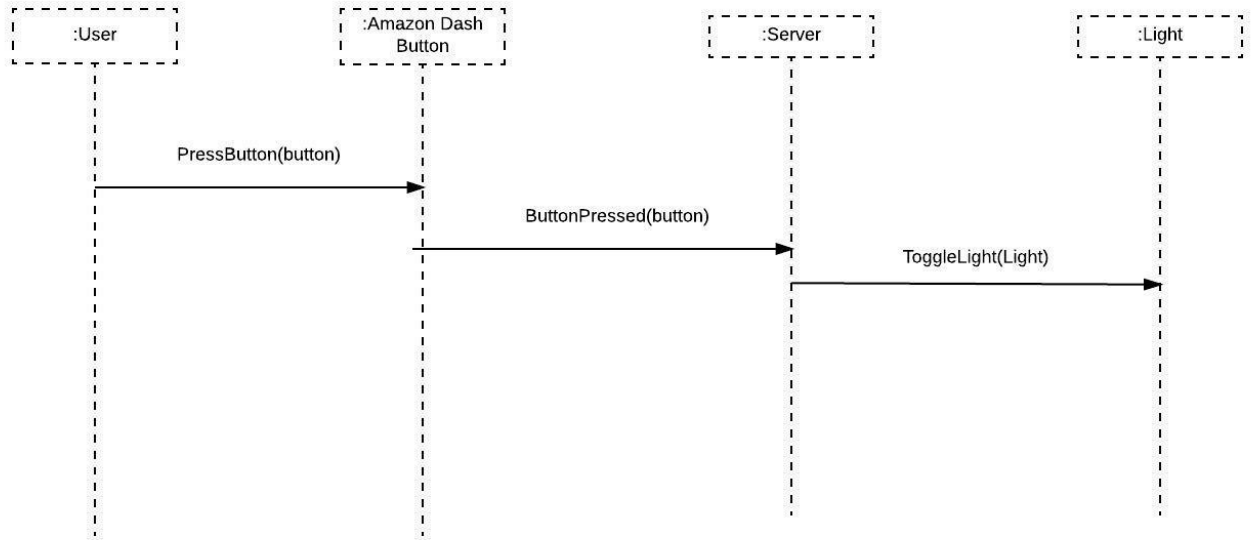 :User
:Amazon Dash
Button
:Server
:Light
PressButton(button)
ButtonPressed(button)
ToggleLight(Light)